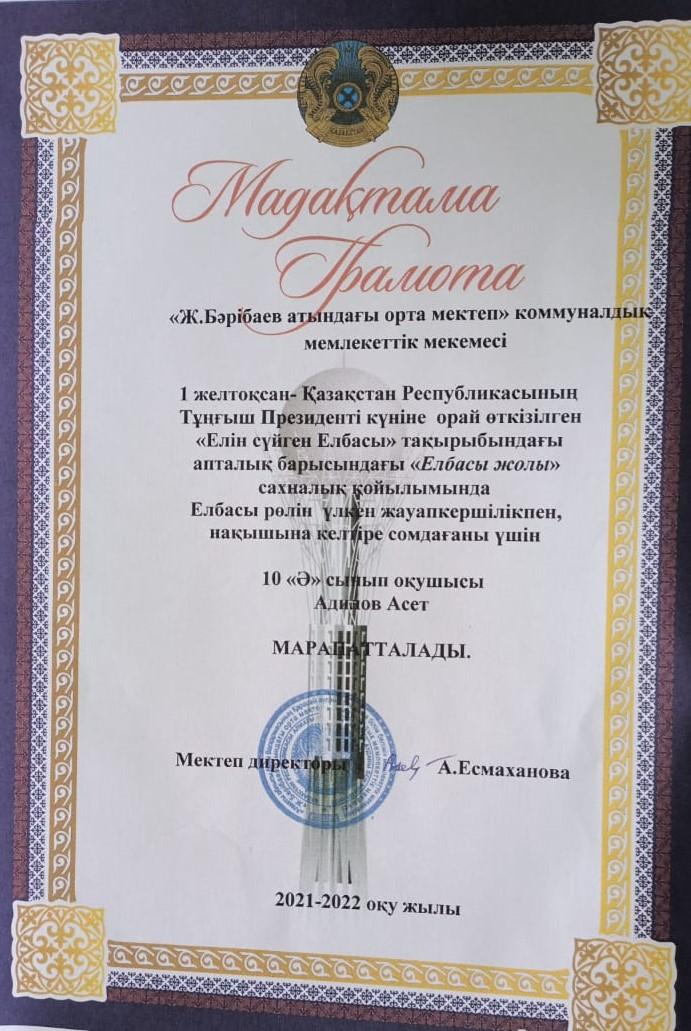 ҚАЗАҚСТАН
Мадақтама
Грамота
«Ж.Бәрібаев атындағы орта мектеп» коммуналдық
мемлекеттік мекемесі
1 желтоқсан- Қазақстан Республикасының
Тұңғыш Президенті күніне орай өткізілген
«Елін сүйген Елбасы» тақырыбындағы
апталық барысындағы «Елбасы жолы»
сахналық қойылымында
Елбасы рөлін үлкен жауапкершілікпен,
нақышына келтіре сомдағаны үшін
10 «Ә» сынып оқушысы
Адилов Асет
МАРАПАТТАЛАДЫ.
Мектеп директоры А.Есмаханова
2021-2022 оқу жылы